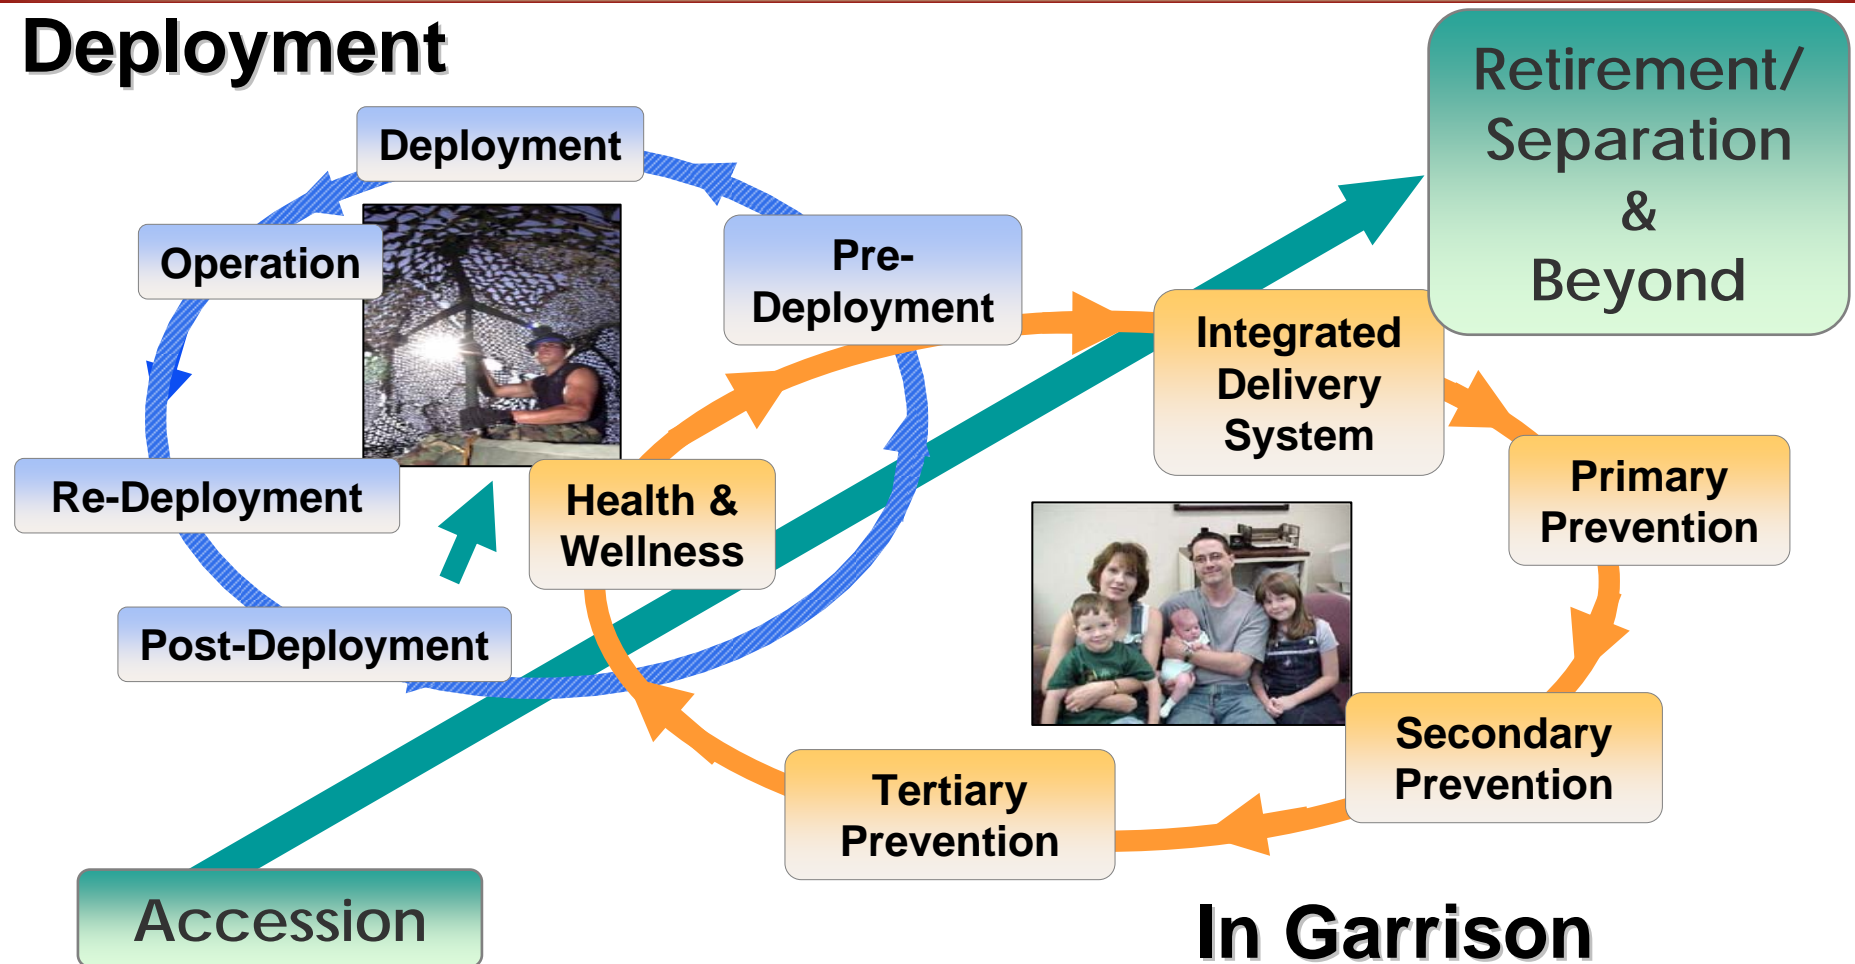 Deployment
Retirement/
Separation
&
Beyond
Deployment
Operation
Pre-
Deployment
Integrated
Delivery
System
Re-Deployment
Health &
Wellness
Primary
Prevention
Post-Deployment
Secondary
Prevention
Tertiary
Prevention
Accession
In Garrison